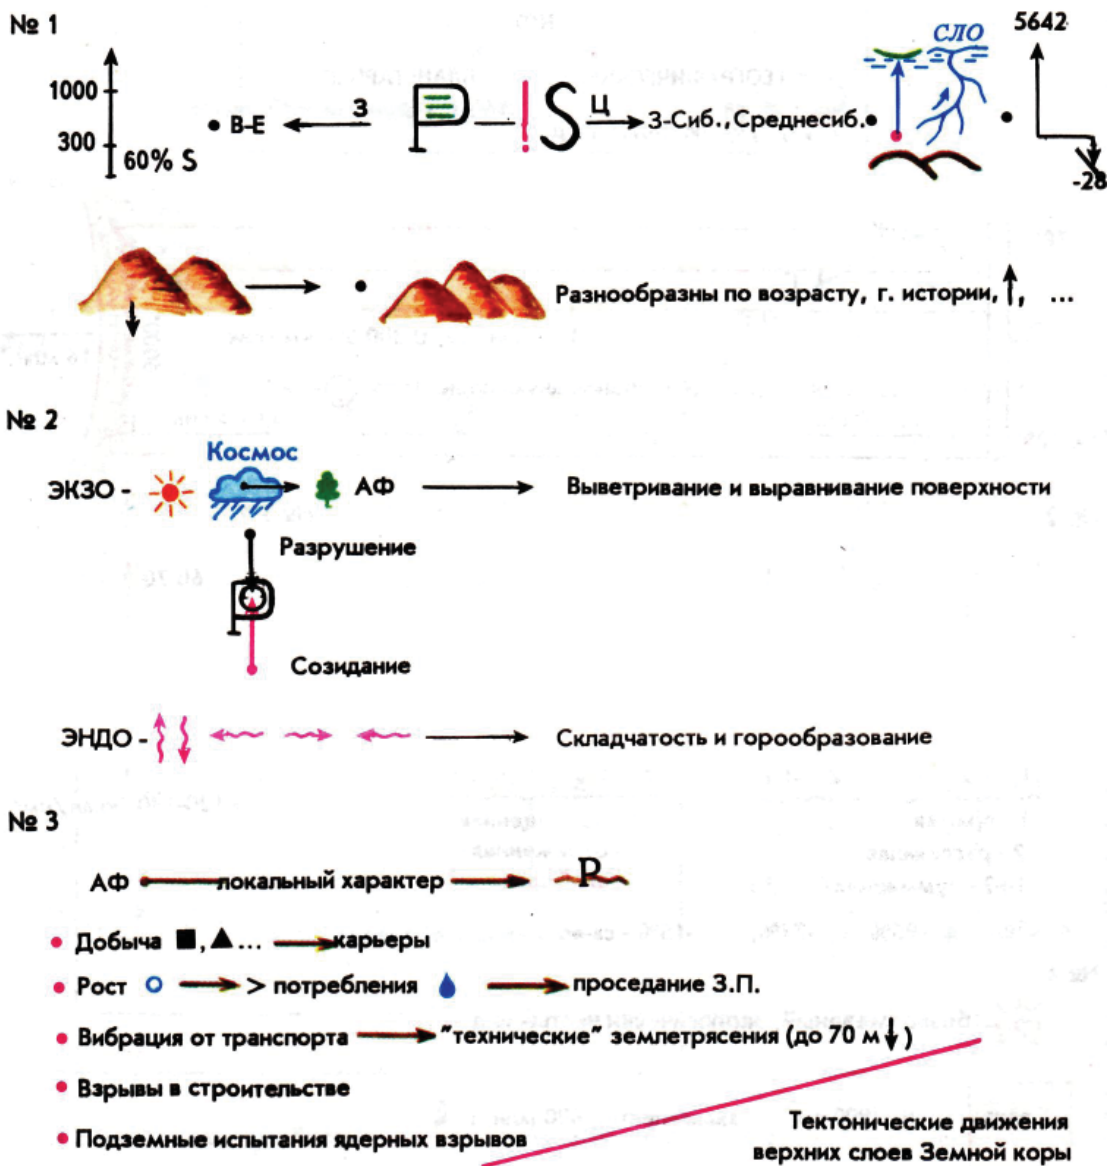 № 1
1000
300
60% S
• В-Е
З
Р
! S
Ц
З-Сиб., Среднесиб.
СЛО
5642
-28
Разнообразны по возрасту, г. истории, ↑, ...
№ 2
Космос
ЭКЗО -
АФ
Выветривание и выравнивание поверхности
Разрушение
Р
Созидание
ЭНДО -
Складчатость и горообразование
№ 3
АФ локальный характер → Р
• Добыча ■, ▲ ... → карьеры
• Рост → > потребления → проседание З.П.
• Вибрация от транспорта → "технические" землетрясения (до 70 м ↓)
• Взрывы в строительстве
• Подземные испытания ядерных взрывов
Тектонические движения
верхних слоев Земной коры